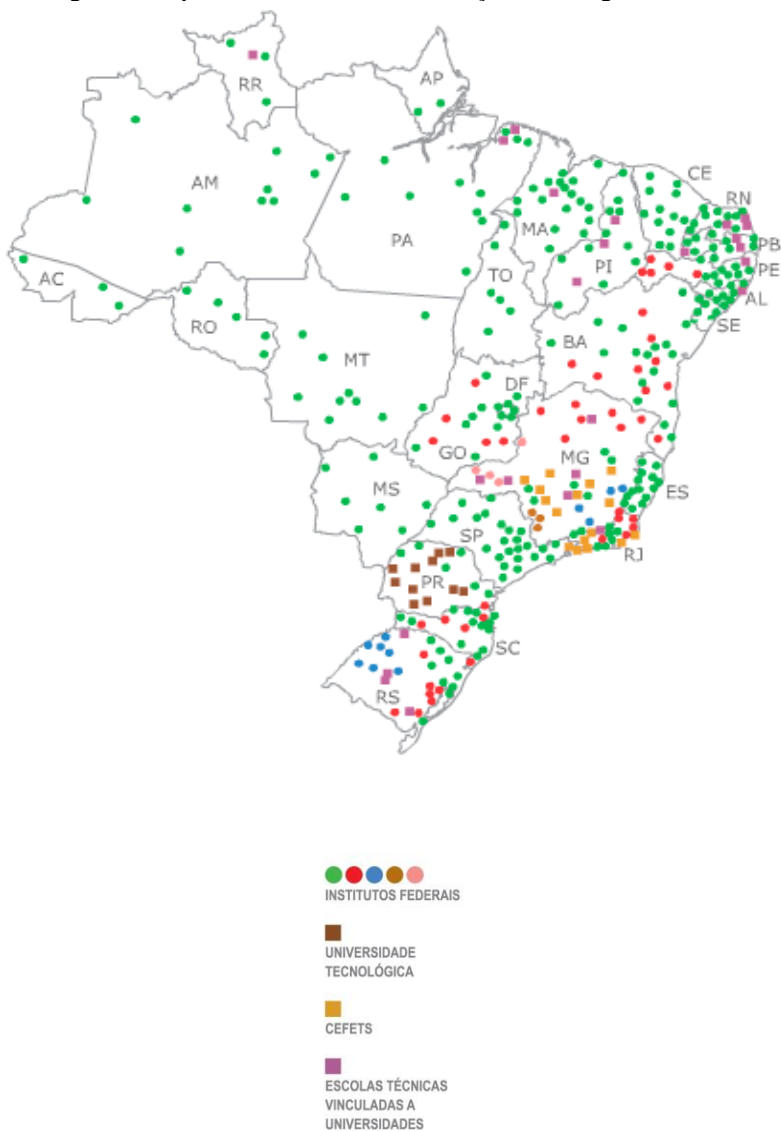 RR
AP
AM
PA
MA
CE
RN
PB
PE
AL
SE
PI
TO
AC
RO
MT
BA
DF
GO
MG
ES
MS
SP
RJ
PR
SC
RS
INSTITUTOS FEDERAIS
UNIVERSIDADE
TECNOLÓGICA
CEFETS
ESCOLAS TÉCNICAS
VINCULADAS A
UNIVERSIDADES